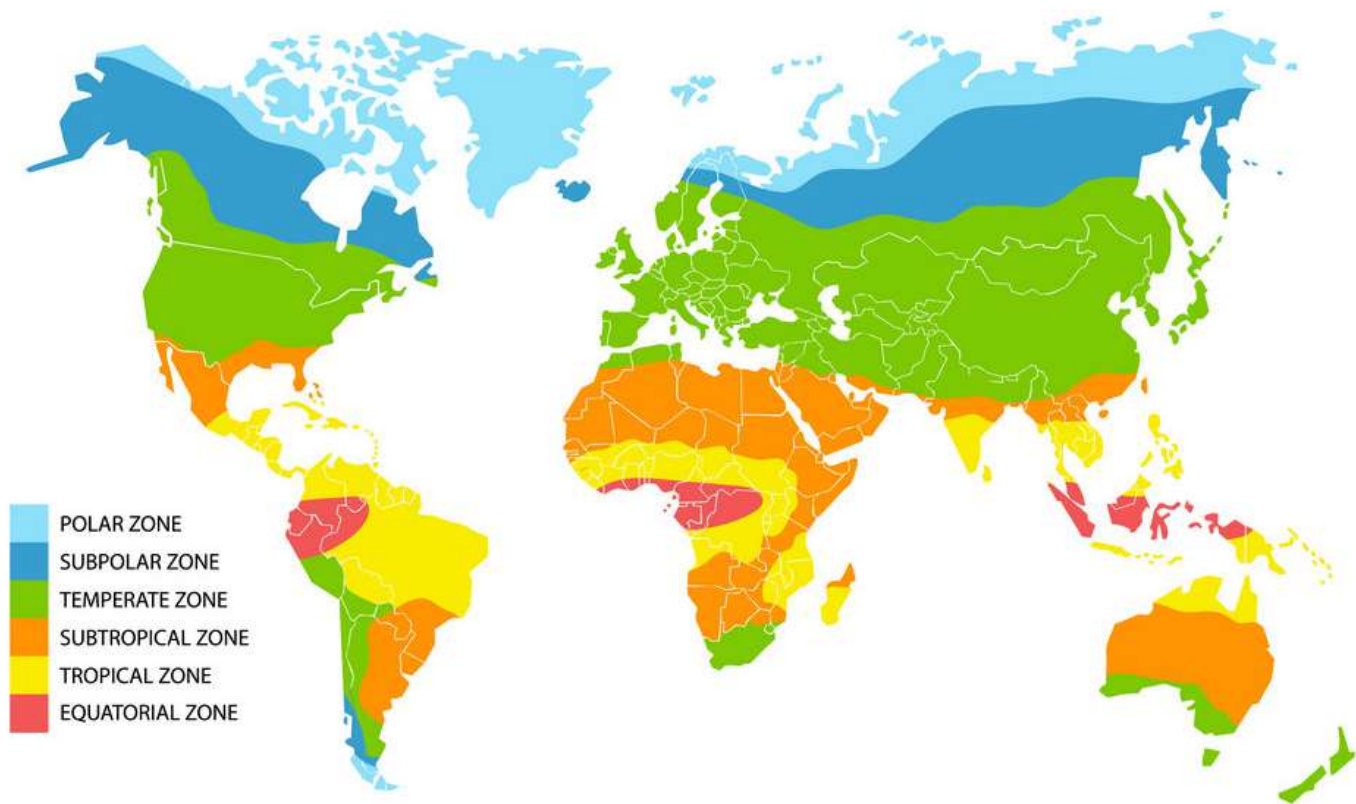 POLAR ZONE
SUBPOLAR ZONE
TEMPERATE ZONE
SUBTROPICAL ZONE
TROPICAL ZONE
EQUATORIAL ZONE